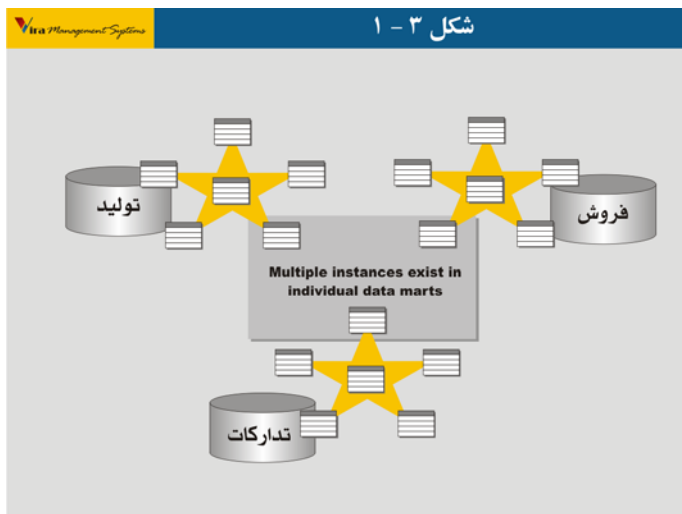 Vira Management Systems
شکل ۳ – ۱
تولید
فروش
Multiple instances exist in
individual data marts
تدارکات